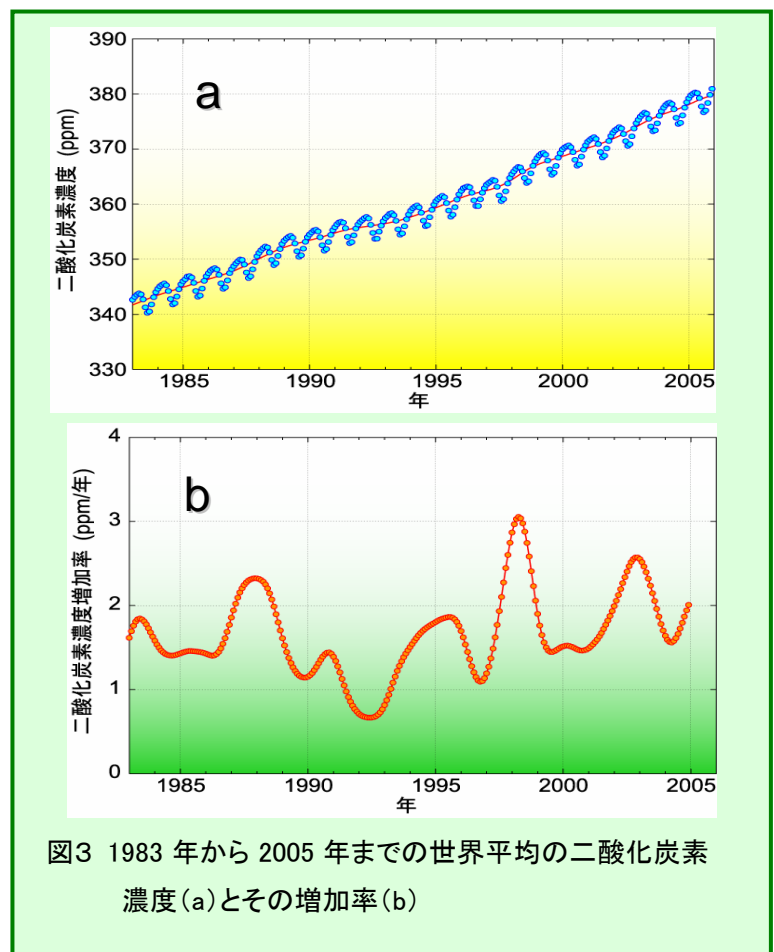 a
二酸化炭素濃度 (ppm)
390
380
370
360
350
340
330
1985 1990 1995 2000 2005
年
b
二酸化炭素濃度増加率 (ppm/年)
4
3
2
1
0
1985 1990 1995 2000 2005
年
図3 1983 年から 2005 年までの世界平均の二酸化炭素
濃度(a)とその増加率(b)